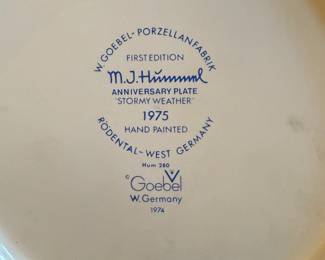 W. GOEBEL-PORZELLANFABRIK
FIRST EDITION
M.J. Hummel
ANNIVERSARY PLATE
"STORMY WEATHER"
1975
HAND PAINTED
RÖDENTAL-WEST GERMANY
Hum 280
© Goebel
W. Germany
1974